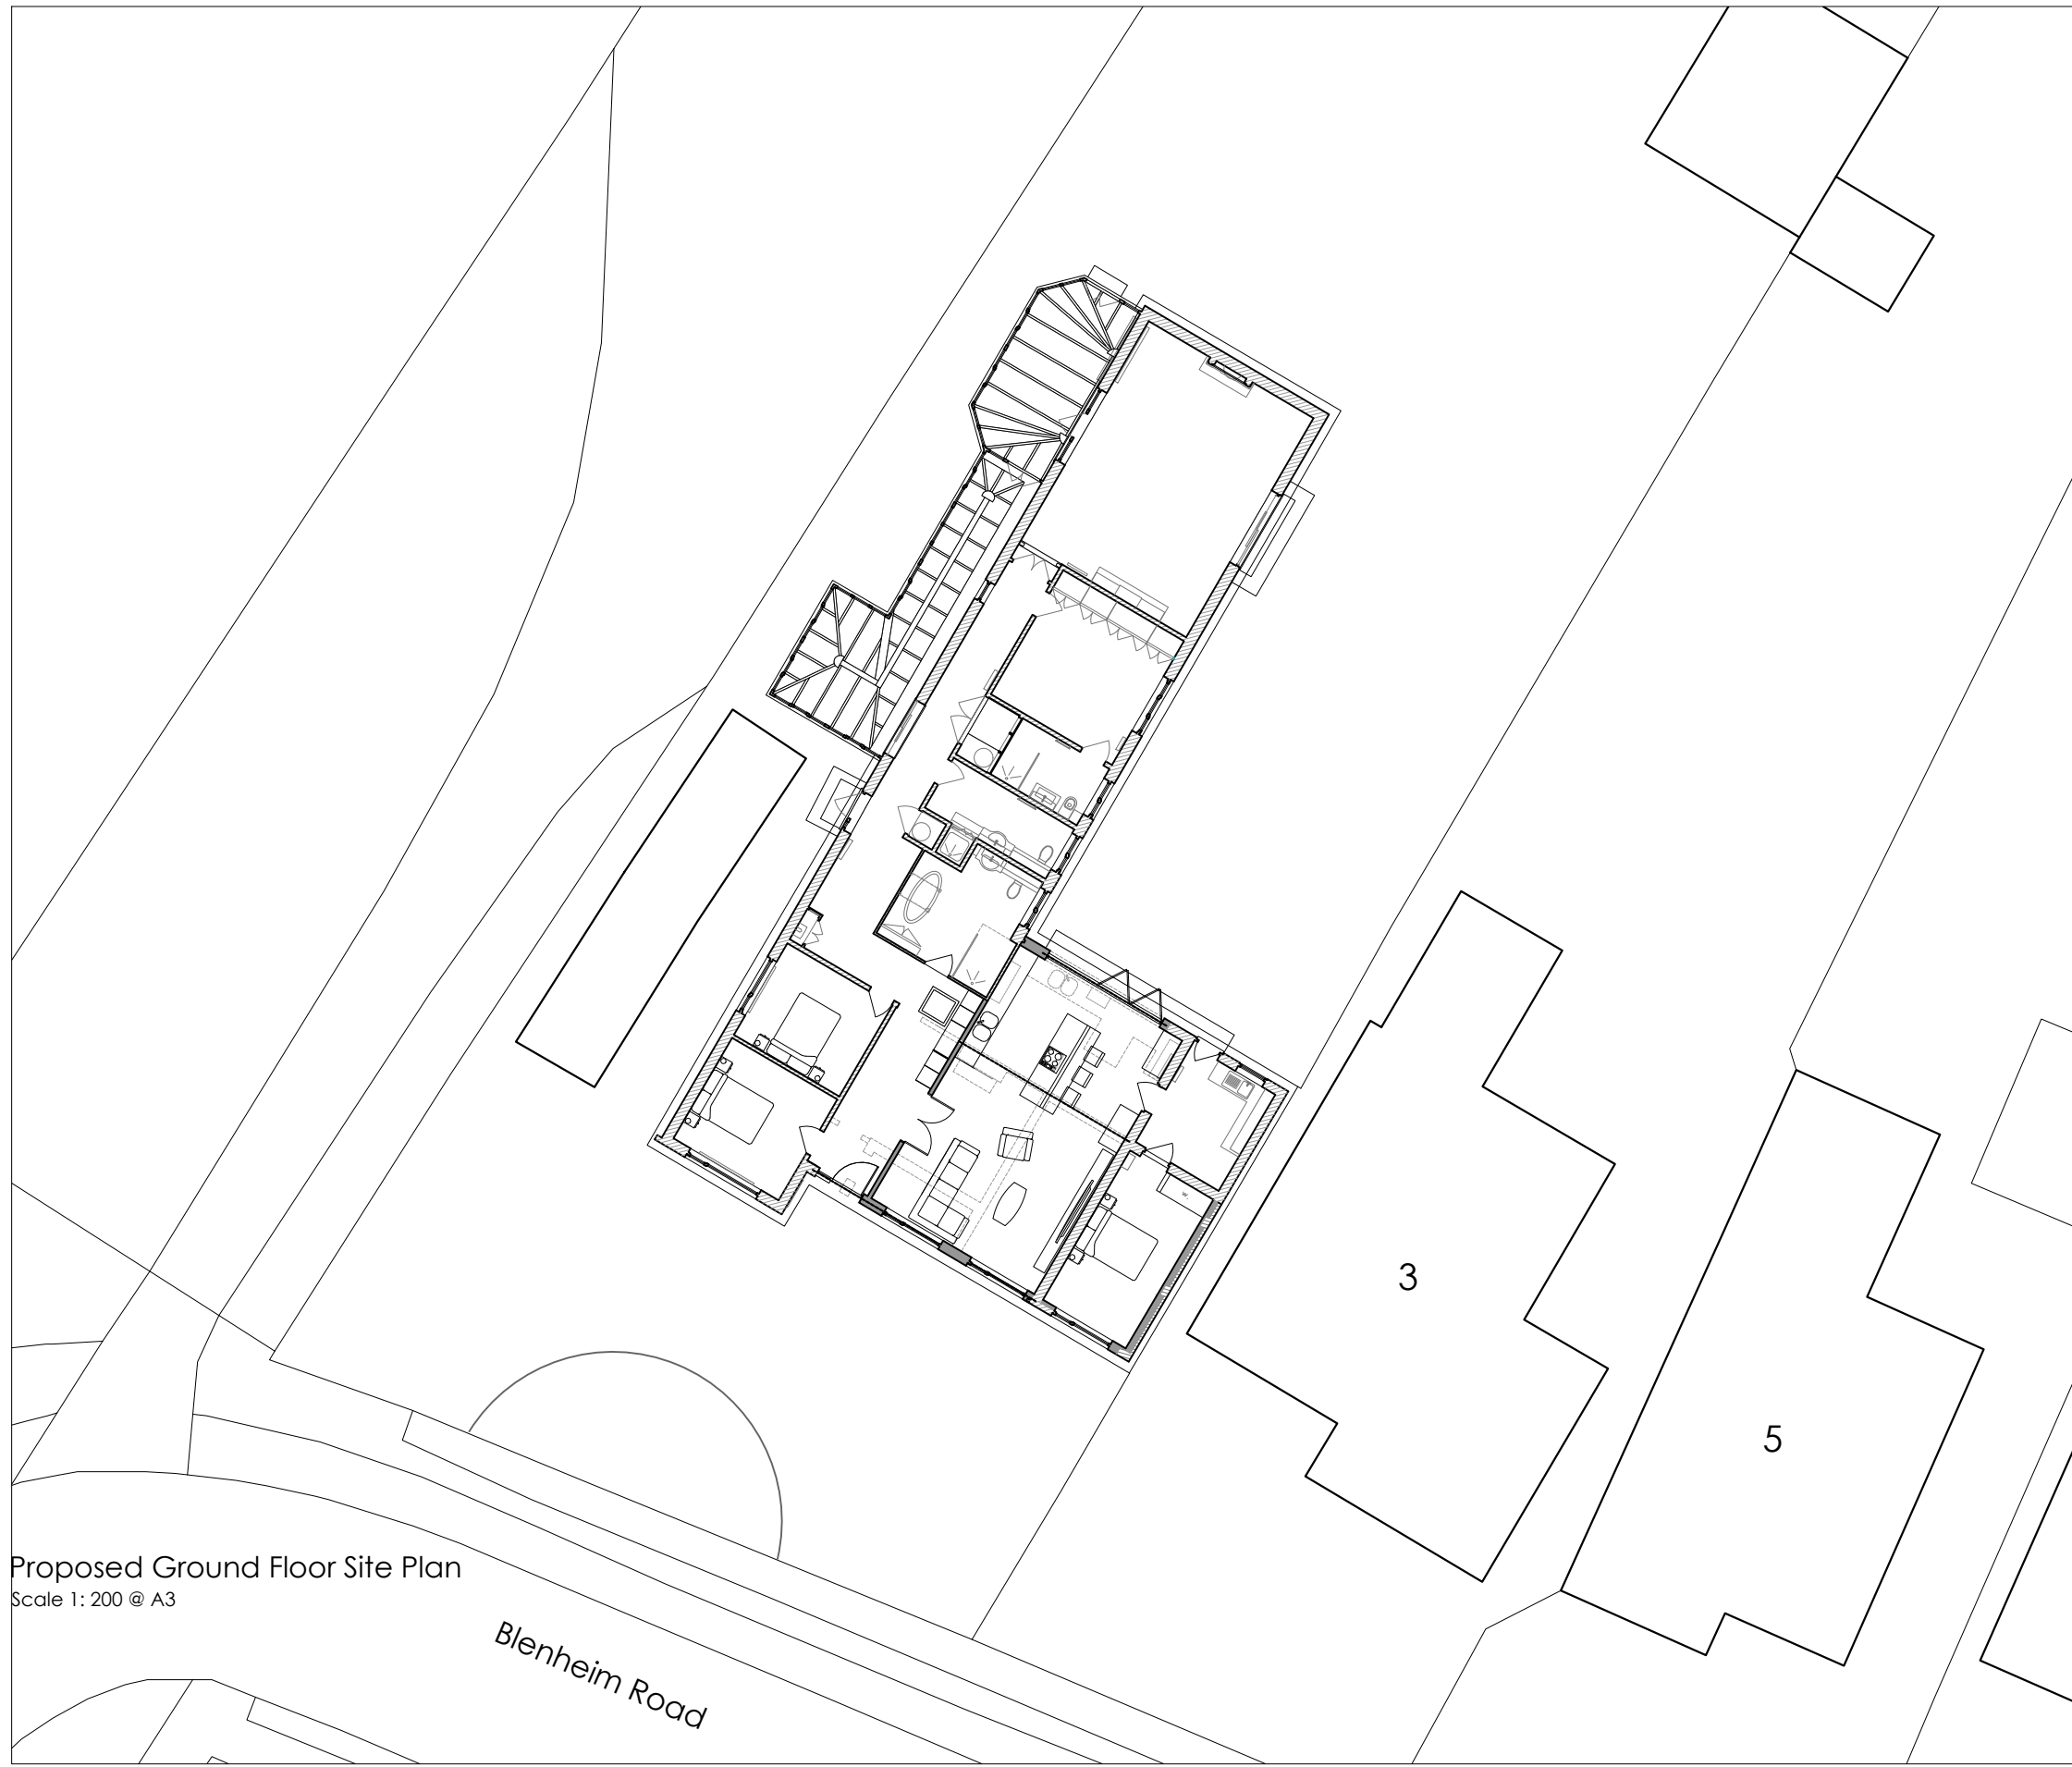 3
5
Proposed Ground Floor Site Plan
Scale 1: 200 @ A3
Blenheim Road